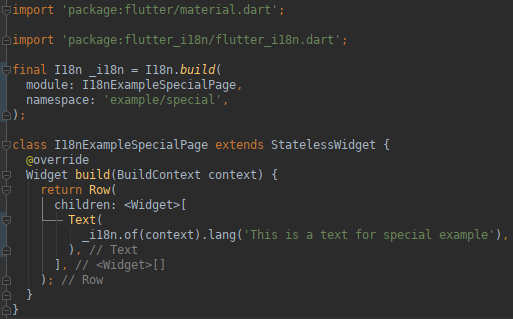 import 'package:flutter/material.dart';
import 'package:flutter_i18n/flutter_i18n.dart';
final I18n _i18n = I18n.build(
  module: I18nExampleSpecialPage,
  namespace: 'example/special',
);
class I18nExampleSpecialPage extends StatelessWidget {
  @override
  Widget build(BuildContext context) {
    return Row(
      children: <Widget>[
        Text(
          _i18n.of(context).lang('This is a text for special example'),
        ), // Text
      ], // <Widget>[]
    ); // Row
  }
}